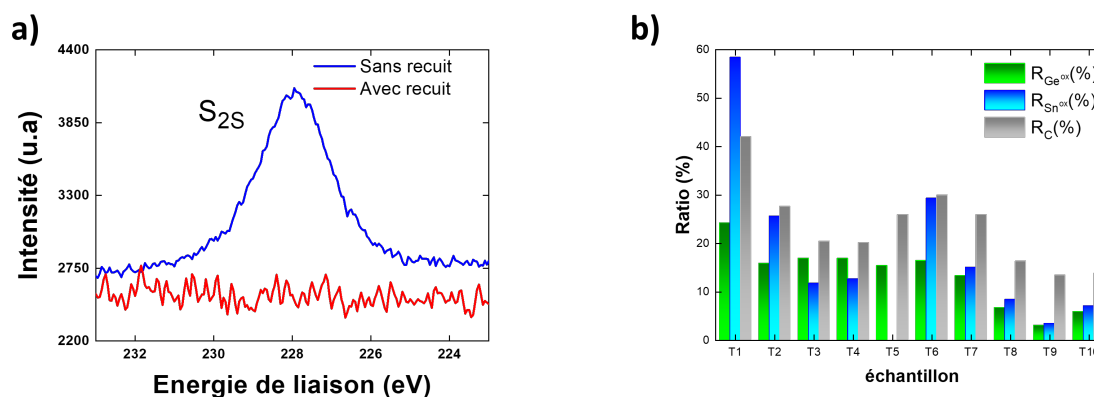 a)
Intensité (u.a)
4400
3850
3300
2750
2200
S2S
Sans recuit
Avec recuit
232 230 228 226 224
Energie de liaison (eV)
b)
Ratio (%)
60
50
40
30
20
10
0
RGeox(%)
RSnox(%)
RC(%)
T1 T2 T3 T4 T5 T6 T7 T8 T9 T10
échantillon